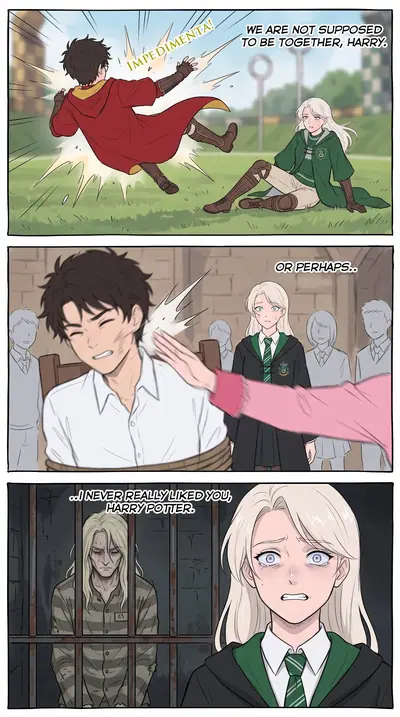 IMPEDIMENTA!
WE ARE NOT SUPPOSED
TO BE TOGETHER, HARRY.
OR PERHAPS..
..I NEVER REALLY LIKED YOU,
HARRY POTTER.